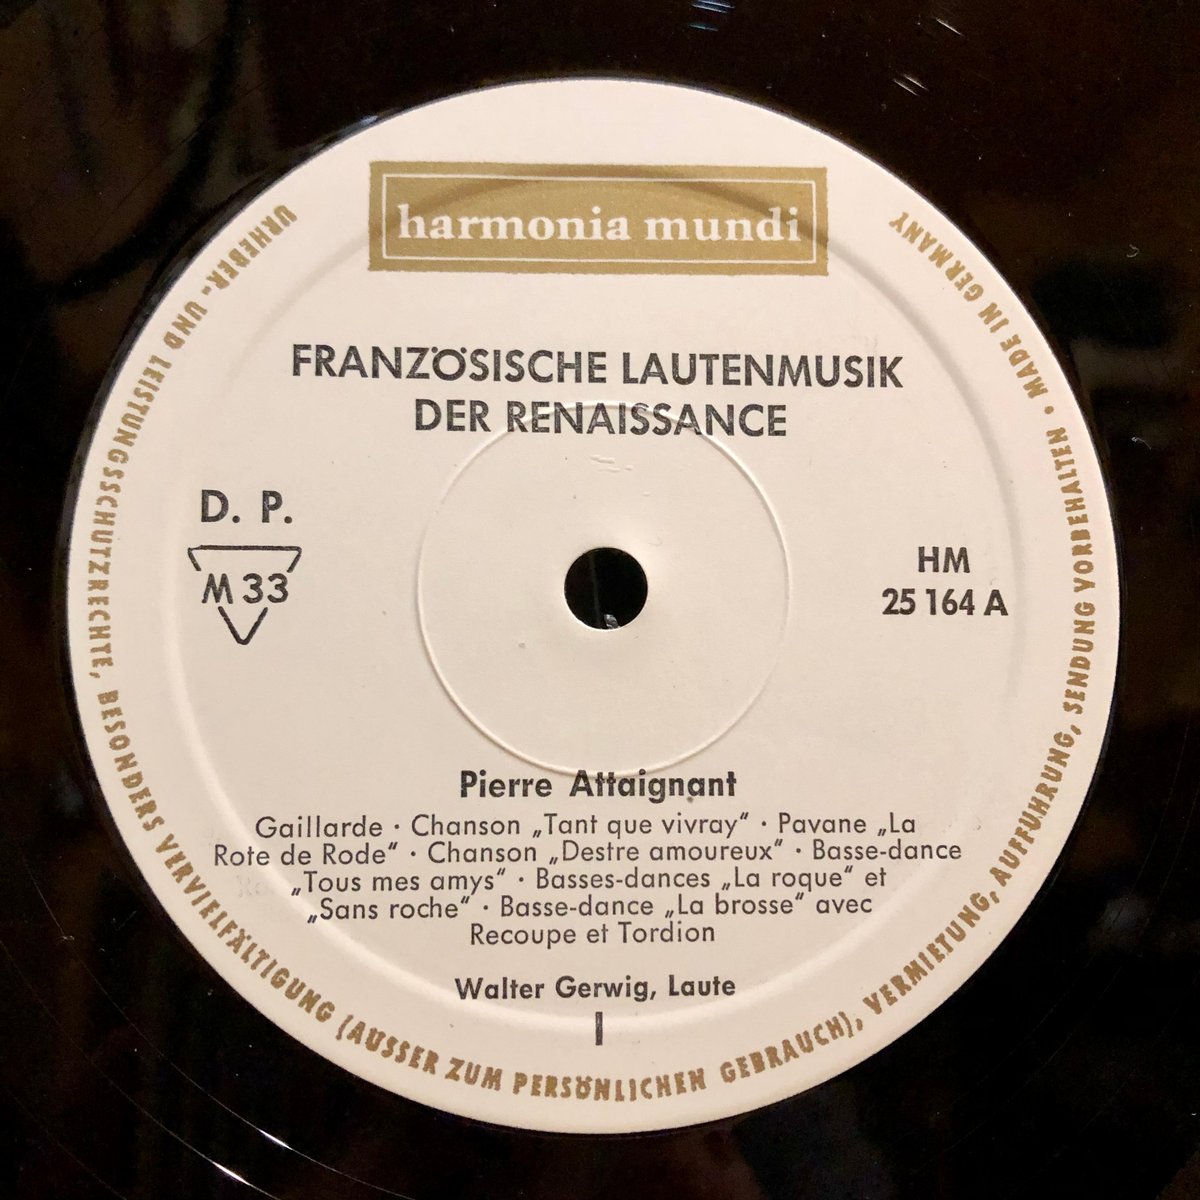 harmonia mundi
FRANZÖSISCHE LAUTENMUSIK
DER RENAISSANCE
D. P.
M 33
HM
25 164 A
Pierre Attaignant
Gaillarde · Chanson „Tant que vivray“ · Pavane „La
Rote de Rode“ · Chanson „Destre amoureux“ · Basse-dance
„Tous mes amys“ · Basses-dances „La roque“ et
„Sans roche“ · Basse-dance „La brosse“ avec
Recoupe et Tordion
Walter Gerwig, Laute
I
URHEBER- UND LEISTUNGSSCHUTZRECHTE, BESONDERS VERVIELFÄLTIGUNG (AUSSER ZUM PERSÖNLICHEN GEBRAUCH), VERMIETUNG, AUFFÜHRUNG, SENDUNG VORBEHALTEN • MADE IN GERMANY